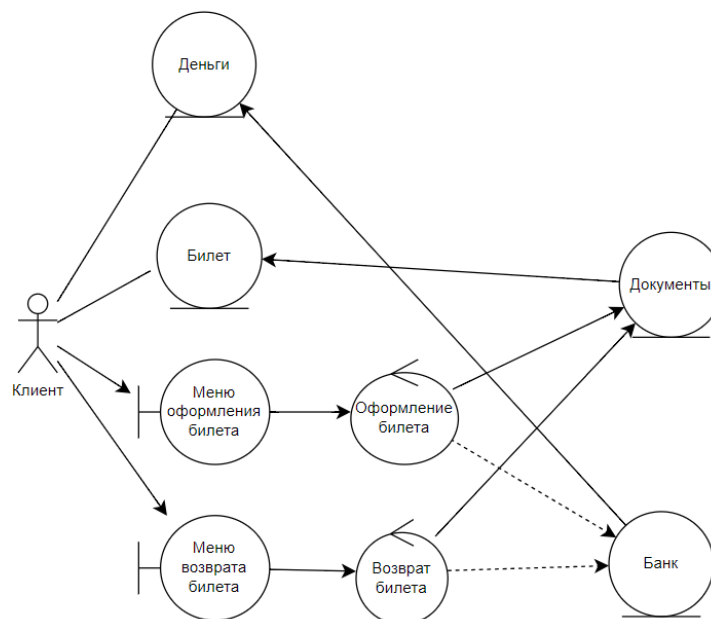 Деньги
Билет
Документы
Клиент
Меню
оформления
билета
Оформление
билета
Меню
возврата
билета
Возврат
билета
Банк